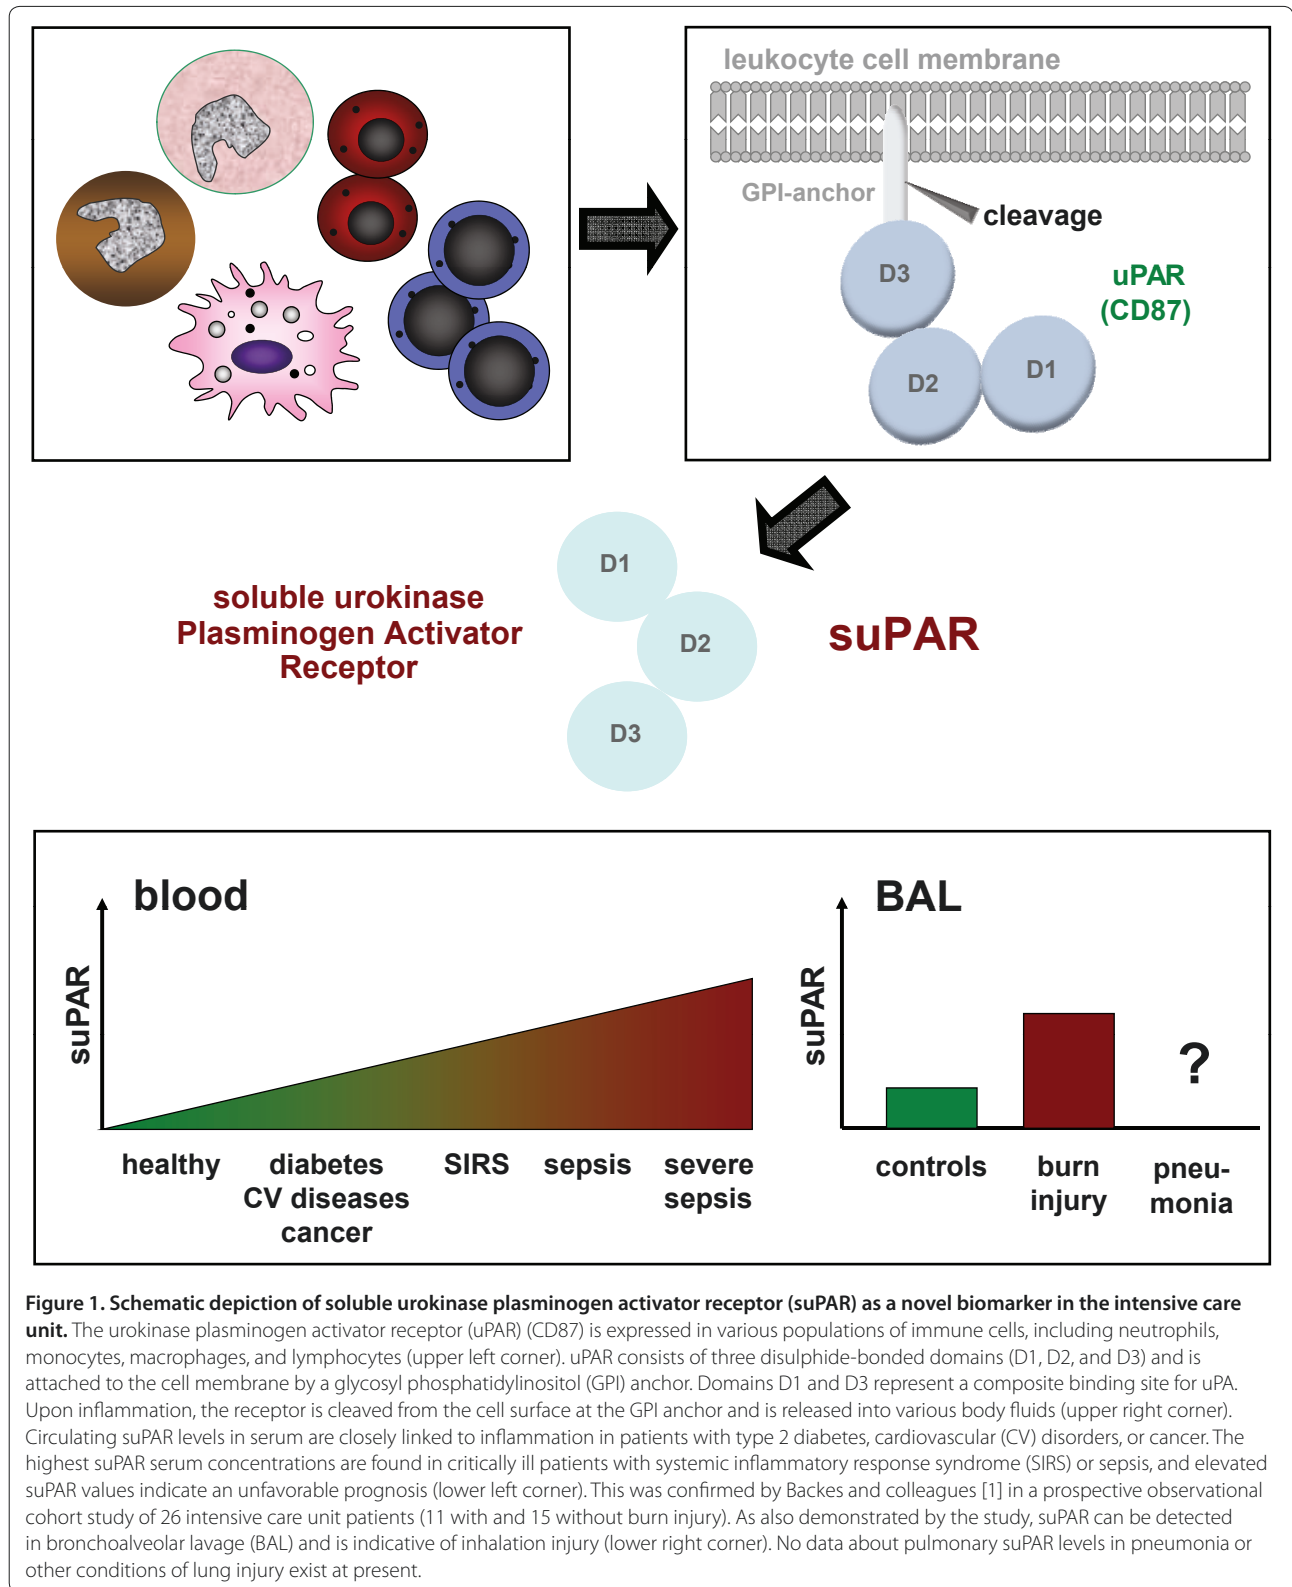 leukocyte cell membrane
GPI-anchor
cleavage
D3
uPAR
(CD87)
D2
D1
D1
soluble urokinase
Plasminogen Activator
Receptor
D2
suPAR
D3
blood
suPAR
healthy
diabetes
CV diseases
cancer
SIRS
sepsis
severe
sepsis
BAL
suPAR
?
controls
burn
injury
pneu-
monia
Figure 1. Schematic depiction of soluble urokinase plasminogen activator receptor (suPAR) as a novel biomarker in the intensive care
unit. The urokinase plasminogen activator receptor (uPAR) (CD87) is expressed in various populations of immune cells, including neutrophils,
monocytes, macrophages, and lymphocytes (upper left corner). uPAR consists of three disulphide-bonded domains (D1, D2, and D3) and is
attached to the cell membrane by a glycosyl phosphatidylinositol (GPI) anchor. Domains D1 and D3 represent a composite binding site for uPA.
Upon inflammation, the receptor is cleaved from the cell surface at the GPI anchor and is released into various body fluids (upper right corner).
Circulating suPAR levels in serum are closely linked to inflammation in patients with type 2 diabetes, cardiovascular (CV) disorders, or cancer. The
highest suPAR serum concentrations are found in critically ill patients with systemic inflammatory response syndrome (SIRS) or sepsis, and elevated
suPAR values indicate an unfavorable prognosis (lower left corner). This was confirmed by Backes and colleagues [1] in a prospective observational
cohort study of 26 intensive care unit patients (11 with and 15 without burn injury). As also demonstrated by the study, suPAR can be detected
in bronchoalveolar lavage (BAL) and is indicative of inhalation injury (lower right corner). No data about pulmonary suPAR levels in pneumonia or
other conditions of lung injury exist at present.